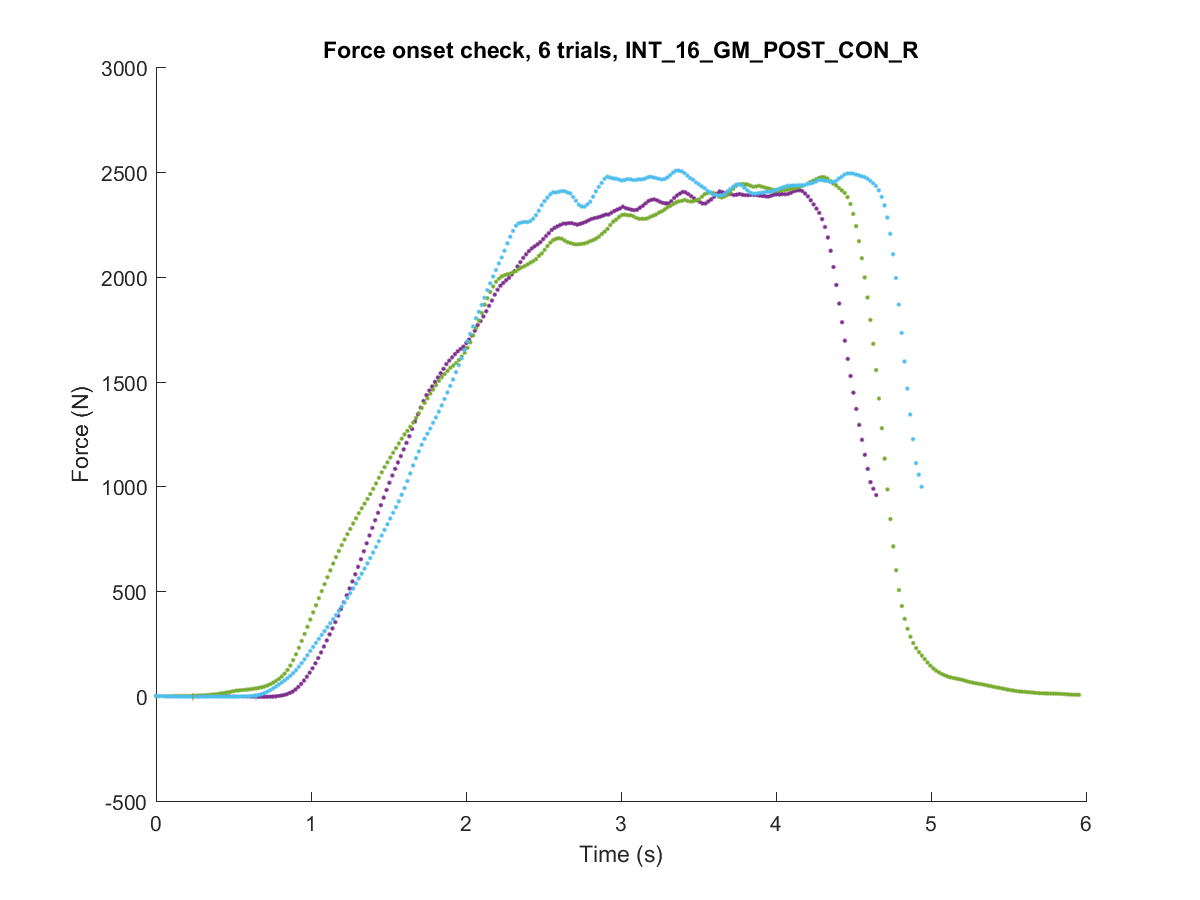 Force onset check, 6 trials, INT_16_GM_POST_CON_R
3000
2500
2000
1500
1000
500
0
-500
Force (N)
0 1 2 3 4 5 6
Time (s)